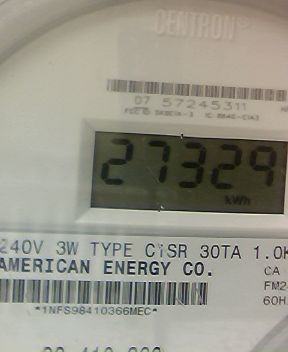 CENTRON®
07 57245311
27329
kWh
240V 3W TYPE C1SR 30TA 1.0K
AMERICAN ENERGY CO.
CA
FM2
60H
*1NFS98410366MEC*